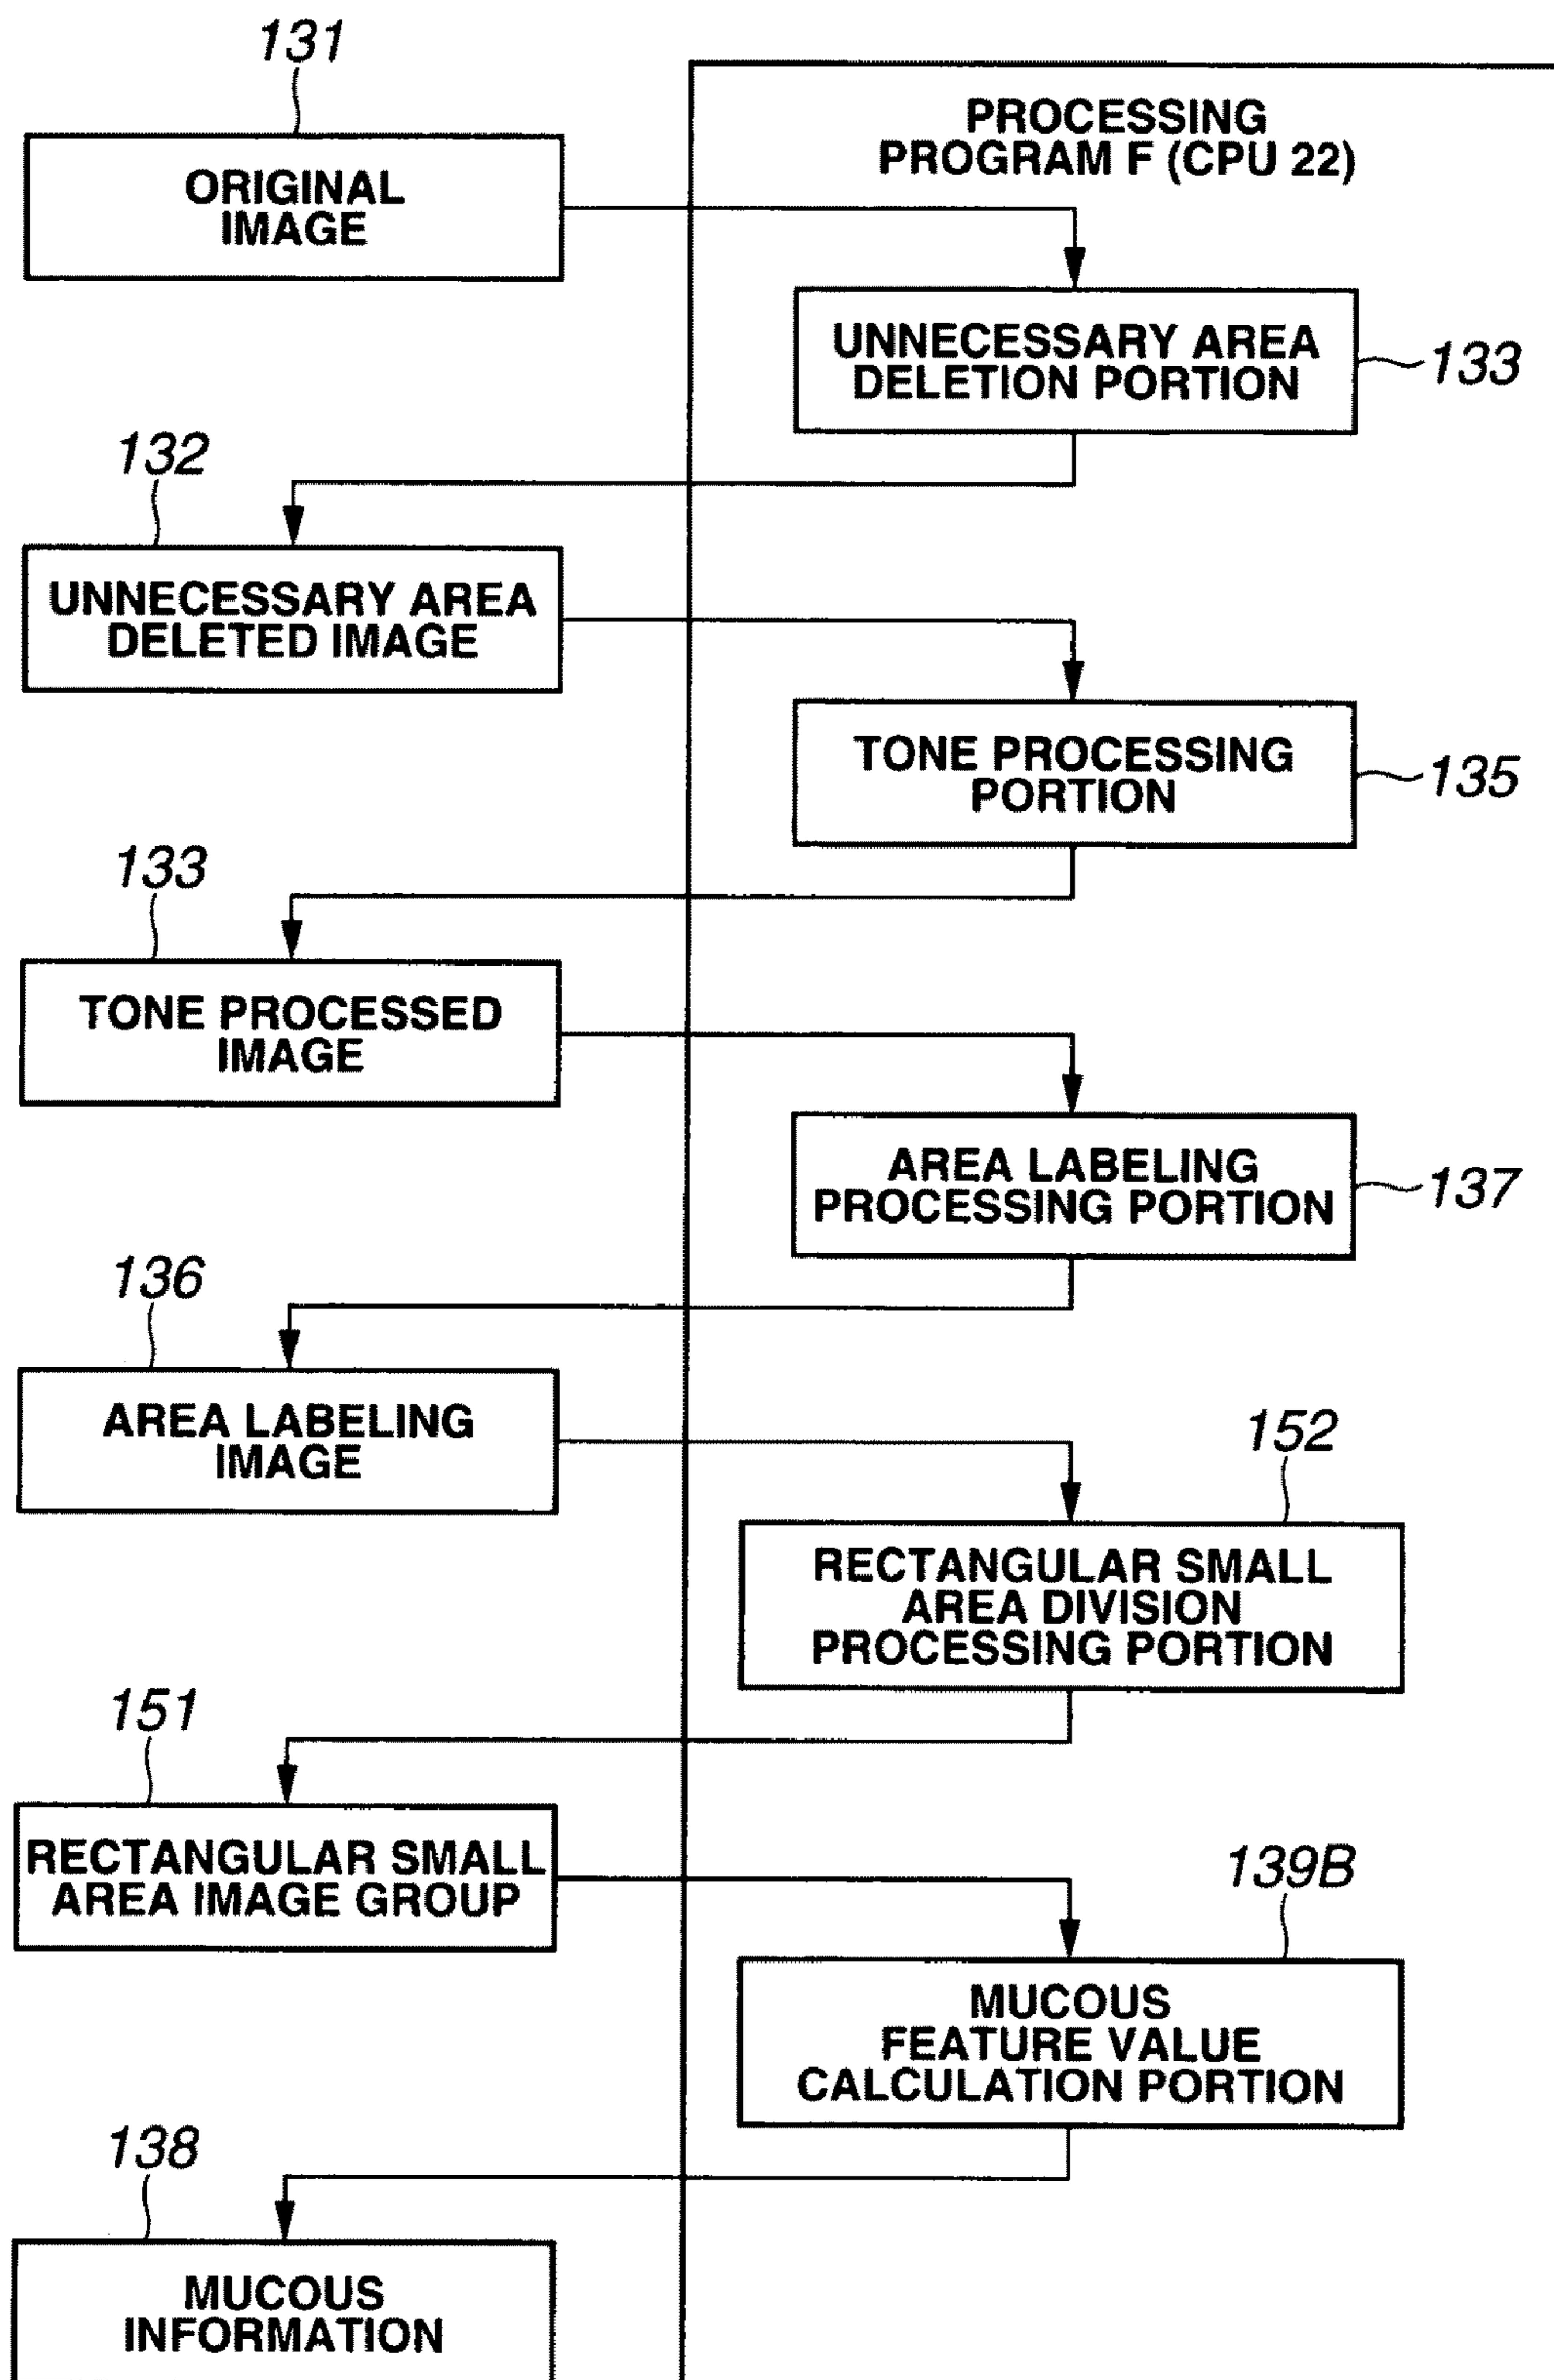 131
PROCESSING
PROGRAM F (CPU 22)
ORIGINAL
IMAGE
UNNECESSARY AREA
DELETION PORTION
133
132
UNNECESSARY AREA
DELETED IMAGE
TONE PROCESSING
PORTION
135
133
TONE PROCESSED
IMAGE
AREA LABELING
PROCESSING PORTION
137
136
AREA LABELING
IMAGE
152
RECTANGULAR SMALL
AREA DIVISION
PROCESSING PORTION
151
RECTANGULAR SMALL
AREA IMAGE GROUP
139B
MUCOUS
FEATURE VALUE
CALCULATION PORTION
138
MUCOUS
INFORMATION